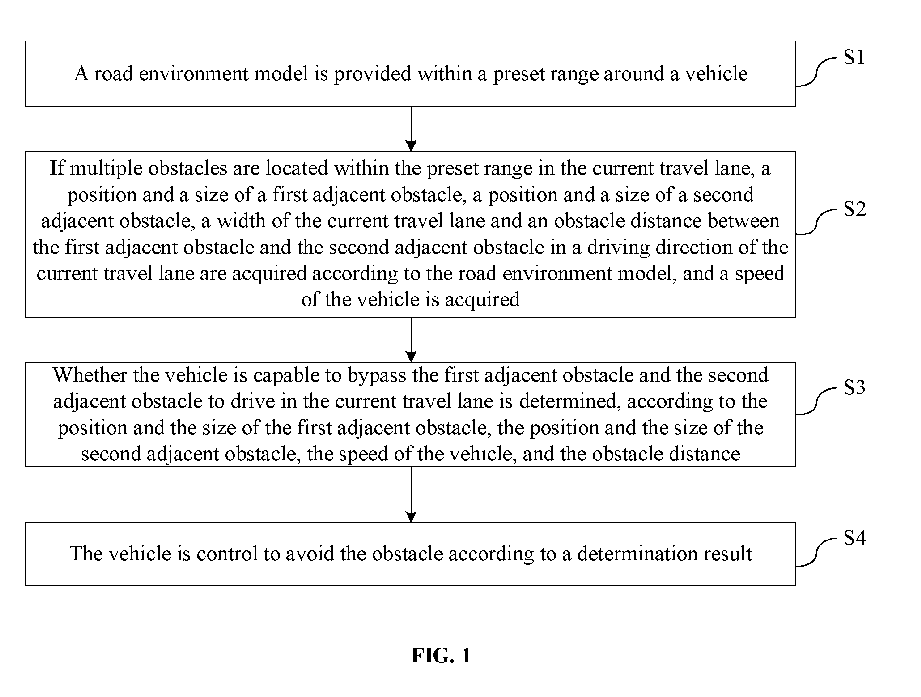 A road environment model is provided within a preset range around a vehicle
S1
If multiple obstacles are located within the preset range in the current travel lane, a
position and a size of a first adjacent obstacle, a position and a size of a second
adjacent obstacle, a width of the current travel lane and an obstacle distance between
the first adjacent obstacle and the second adjacent obstacle in a driving direction of the
current travel lane are acquired according to the road environment model, and a speed
of the vehicle is acquired
S2
Whether the vehicle is capable to bypass the first adjacent obstacle and the second
adjacent obstacle to drive in the current travel lane is determined, according to the
position and the size of the first adjacent obstacle, the position and the size of the
second adjacent obstacle, the speed of the vehicle, and the obstacle distance
S3
The vehicle is control to avoid the obstacle according to a determination result
S4
FIG. 1